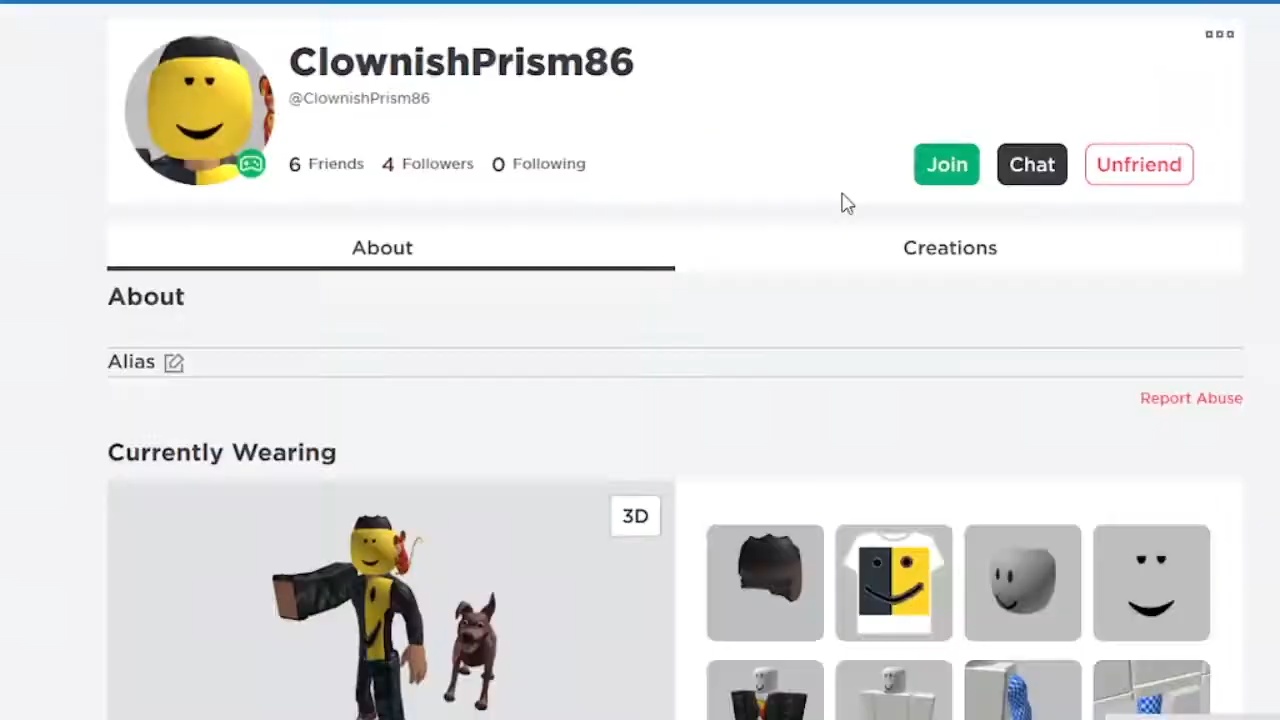 ClownishPrism86
@ClownishPrism86
6 Friends 4 Followers 0 Following
Join Chat Unfriend
About Creations
About
Alias
Report Abuse
Currently Wearing
3D